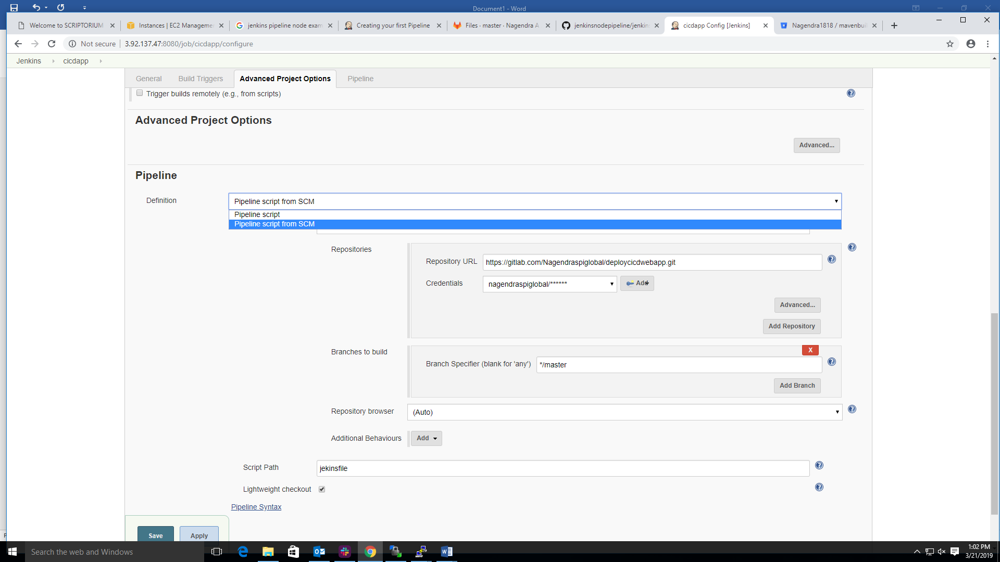 Document1 - Word
Welcome to SCRIPTORIUM
Instances | EC2 Manageme
jenkins pipeline node exam
Creating your first Pipeline
Files · master · Nagendra A
jenkinsnodepipeline/jenkin
cicdapp Config [Jenkins]
Nagendra1818 / mavenbui
Not secure
3.92.137.47:8080/job/cicdapp/configure
Jenkins
cicdapp
General
Build Triggers
Advanced Project Options
Pipeline
Trigger builds remotely (e.g., from scripts)
Advanced Project Options
Advanced...
Pipeline
Definition
Pipeline script from SCM
Pipeline script
Pipeline script from SCM
Repositories
Repository URL
https://gitlab.com/Nagendraspiglobal/deploycicdwebapp.git
Credentials
nagendraspiglobal/******
Add
Advanced...
Add Repository
Branches to build
X
Branch Specifier (blank for 'any')
*/master
Add Branch
Repository browser
(Auto)
Additional Behaviours
Add
Script Path
jekinsfile
Lightweight checkout
Pipeline Syntax
Save
Apply
Search the web and Windows
1:02 PM
3/21/2019